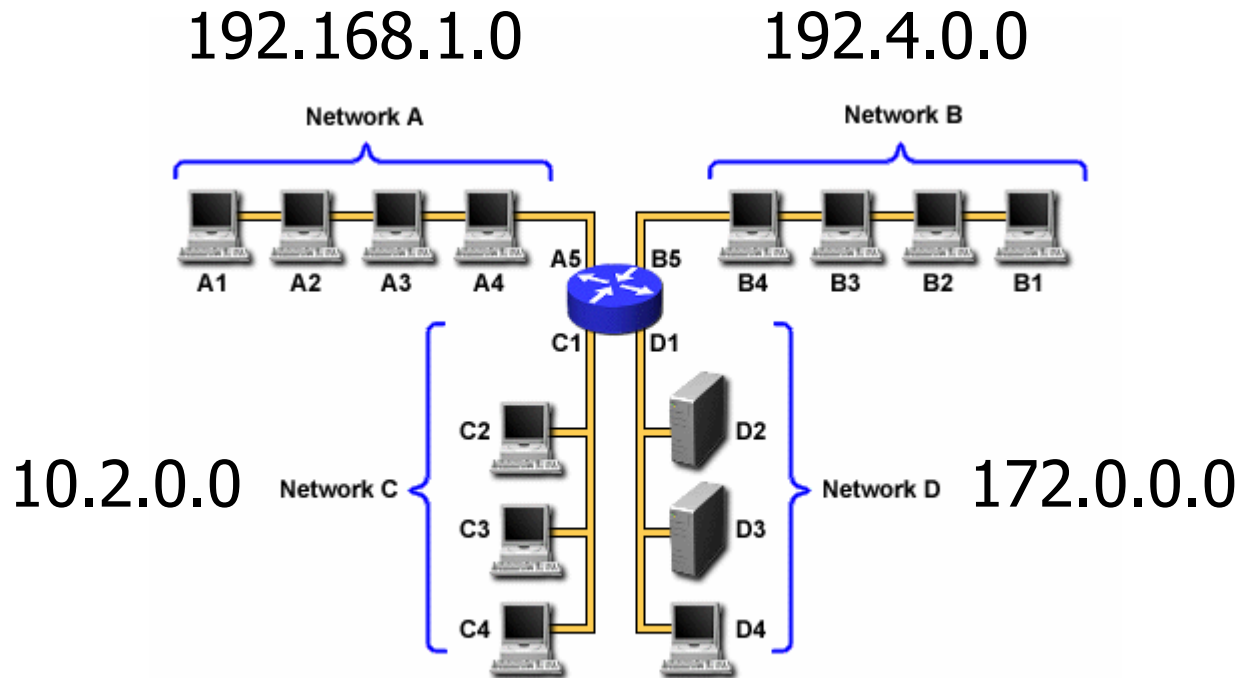 192.168.1.0 192.4.0.0
Network A Network B
A1 A2 A3 A4 A5 B5 B4 B3 B2 B1
C1 D1
C2 D2
10.2.0.0 Network C Network D 172.0.0.0
C3 D3
C4 D4